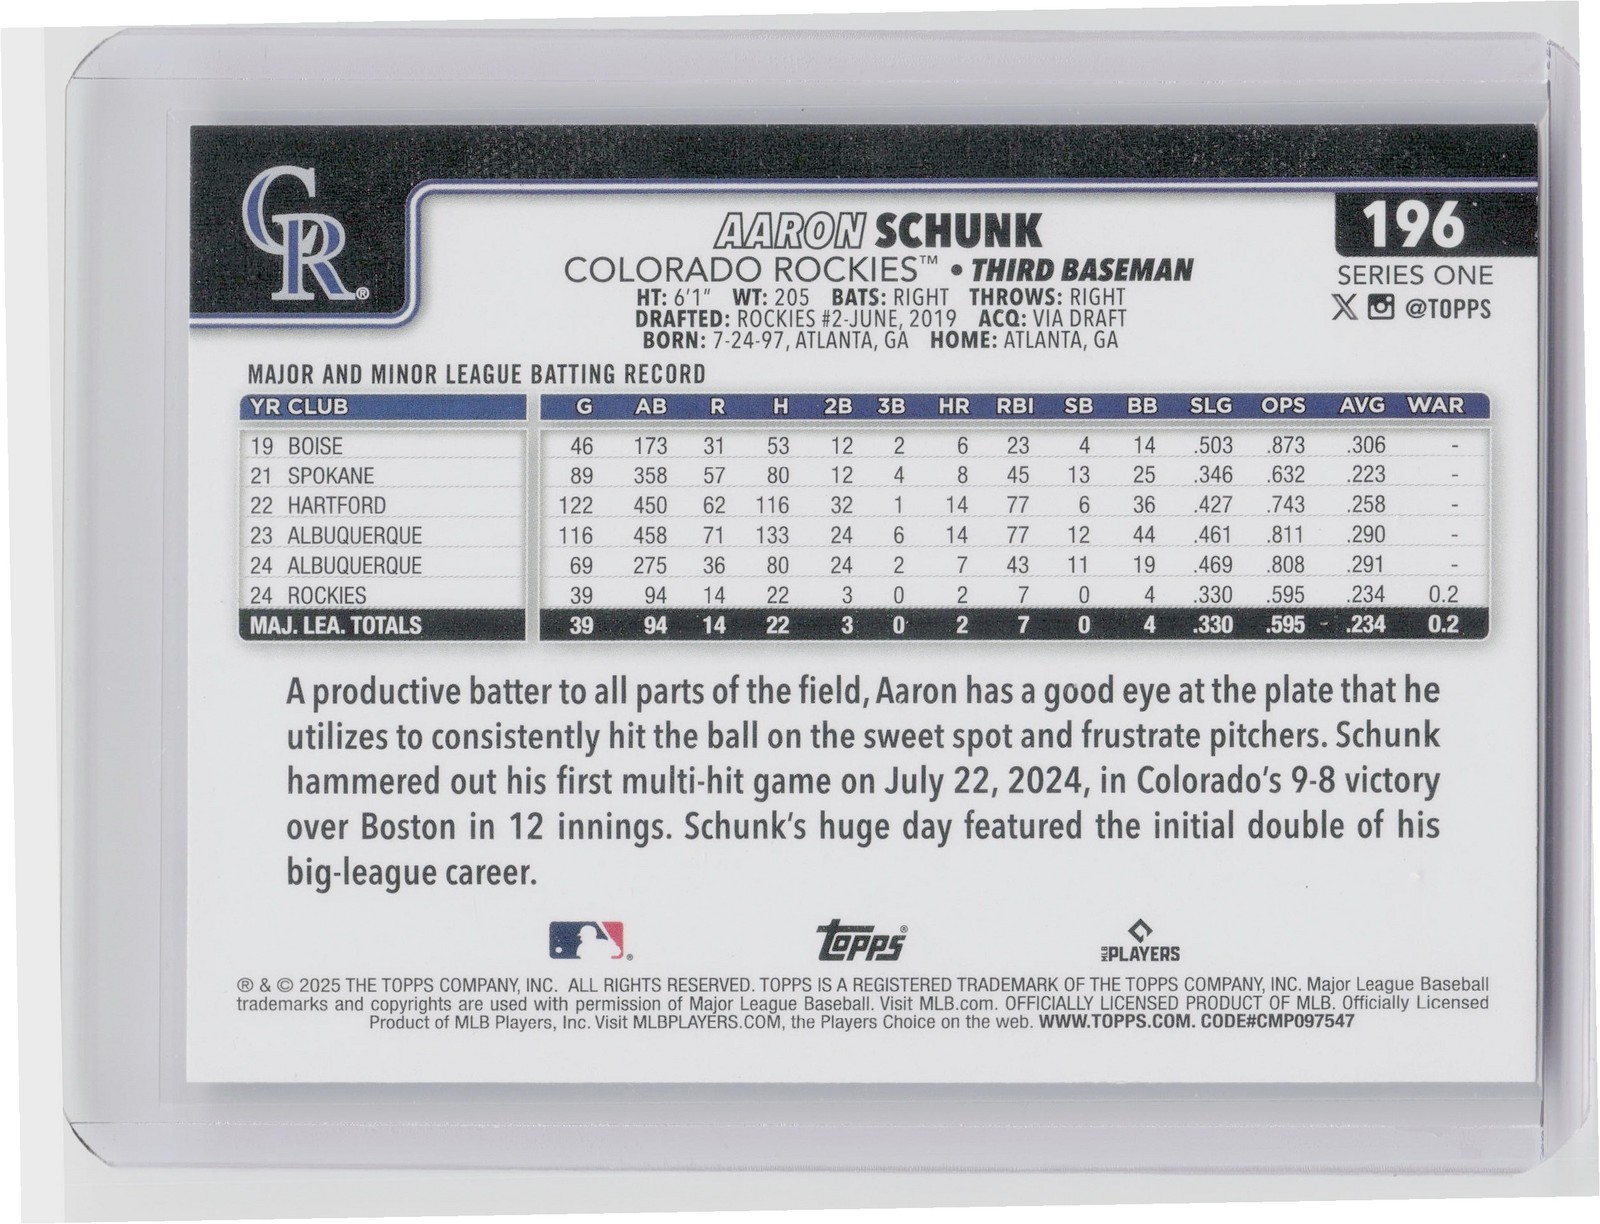 CR®
AARON SCHUNK
196
COLORADO ROCKIES™ • THIRD BASEMAN
SERIES ONE
HT: 6'1" WT: 205 BATS: RIGHT THROWS: RIGHT
X @TOPPS
DRAFTED: ROCKIES #2-JUNE, 2019 ACQ: VIA DRAFT
BORN: 7-24-97, ATLANTA, GA HOME: ATLANTA, GA
MAJOR AND MINOR LEAGUE BATTING RECORD
YR CLUB G AB R H 2B 3B HR RBI SB BB SLG OPS AVG WAR
19 BOISE 46 173 31 53 12 2 6 23 4 14 .503 .873 .306 -
21 SPOKANE 89 358 57 80 12 4 8 45 13 25 .346 .632 .223 -
22 HARTFORD 122 450 62 116 32 1 14 77 6 36 .427 .743 .258 -
23 ALBUQUERQUE 116 458 71 133 24 6 14 77 12 44 .461 .811 .290 -
24 ALBUQUERQUE 69 275 36 80 24 2 7 43 11 19 .469 .808 .291 -
24 ROCKIES 39 94 14 22 3 0 2 7 0 4 .330 .595 .234 0.2
MAJ. LEA. TOTALS 39 94 14 22 3 0 2 7 0 4 .330 .595 .234 0.2
A productive batter to all parts of the field, Aaron has a good eye at the plate that he
utilizes to consistently hit the ball on the sweet spot and frustrate pitchers. Schunk
hammered out his first multi-hit game on July 22, 2024, in Colorado's 9-8 victory
over Boston in 12 innings. Schunk's huge day featured the initial double of his
big-league career.
® Topps® MLB PLAYERS
® & © 2025 THE TOPPS COMPANY, INC. ALL RIGHTS RESERVED. TOPPS IS A REGISTERED TRADEMARK OF THE TOPPS COMPANY, INC. Major League Baseball
trademarks and copyrights are used with permission of Major League Baseball. Visit MLB.com. OFFICIALLY LICENSED PRODUCT OF MLB. Officially Licensed
Product of MLB Players, Inc. Visit MLBPLAYERS.COM, the Players Choice on the web. WWW.TOPPS.COM. CODE#CMP097547